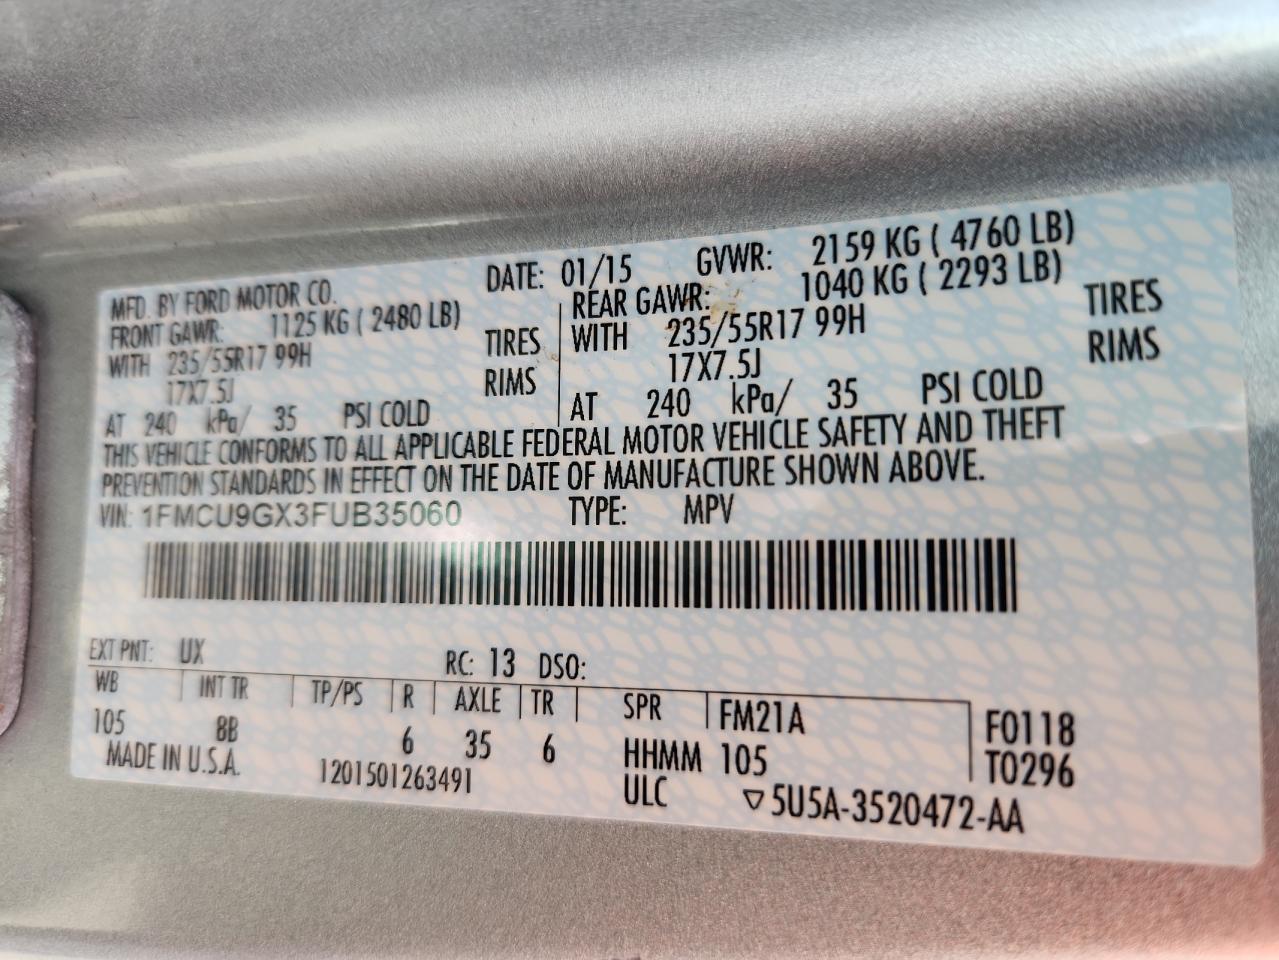 MFD. BY FORD MOTOR CO. DATE: 01/15 GVWR: 2159 KG ( 4760 LB)
FRONT GAWR: 1125 KG ( 2480 LB) REAR GAWR: 1040 KG ( 2293 LB)
WITH 235/55R17 99H TIRES WITH 235/55R17 99H TIRES
17X7.5J RIMS 17X7.5J RIMS
AT 240 kPa/ 35 PSI COLD AT 240 kPa/ 35 PSI COLD
THIS VEHICLE CONFORMS TO ALL APPLICABLE FEDERAL MOTOR VEHICLE SAFETY AND THEFT
PREVENTION STANDARDS IN EFFECT ON THE DATE OF MANUFACTURE SHOWN ABOVE.
VIN: 1FMCU9GX3FUB35060 TYPE: MPV
EXT PNT: UX RC: 13 DSO:
WB INT TR TP/PS R AXLE TR SPR FM21A F0118
105 8B 6 35 6 HHMM 105 T0296
MADE IN U.S.A. 1201501263491 ULC ▽5U5A-3520472-AA